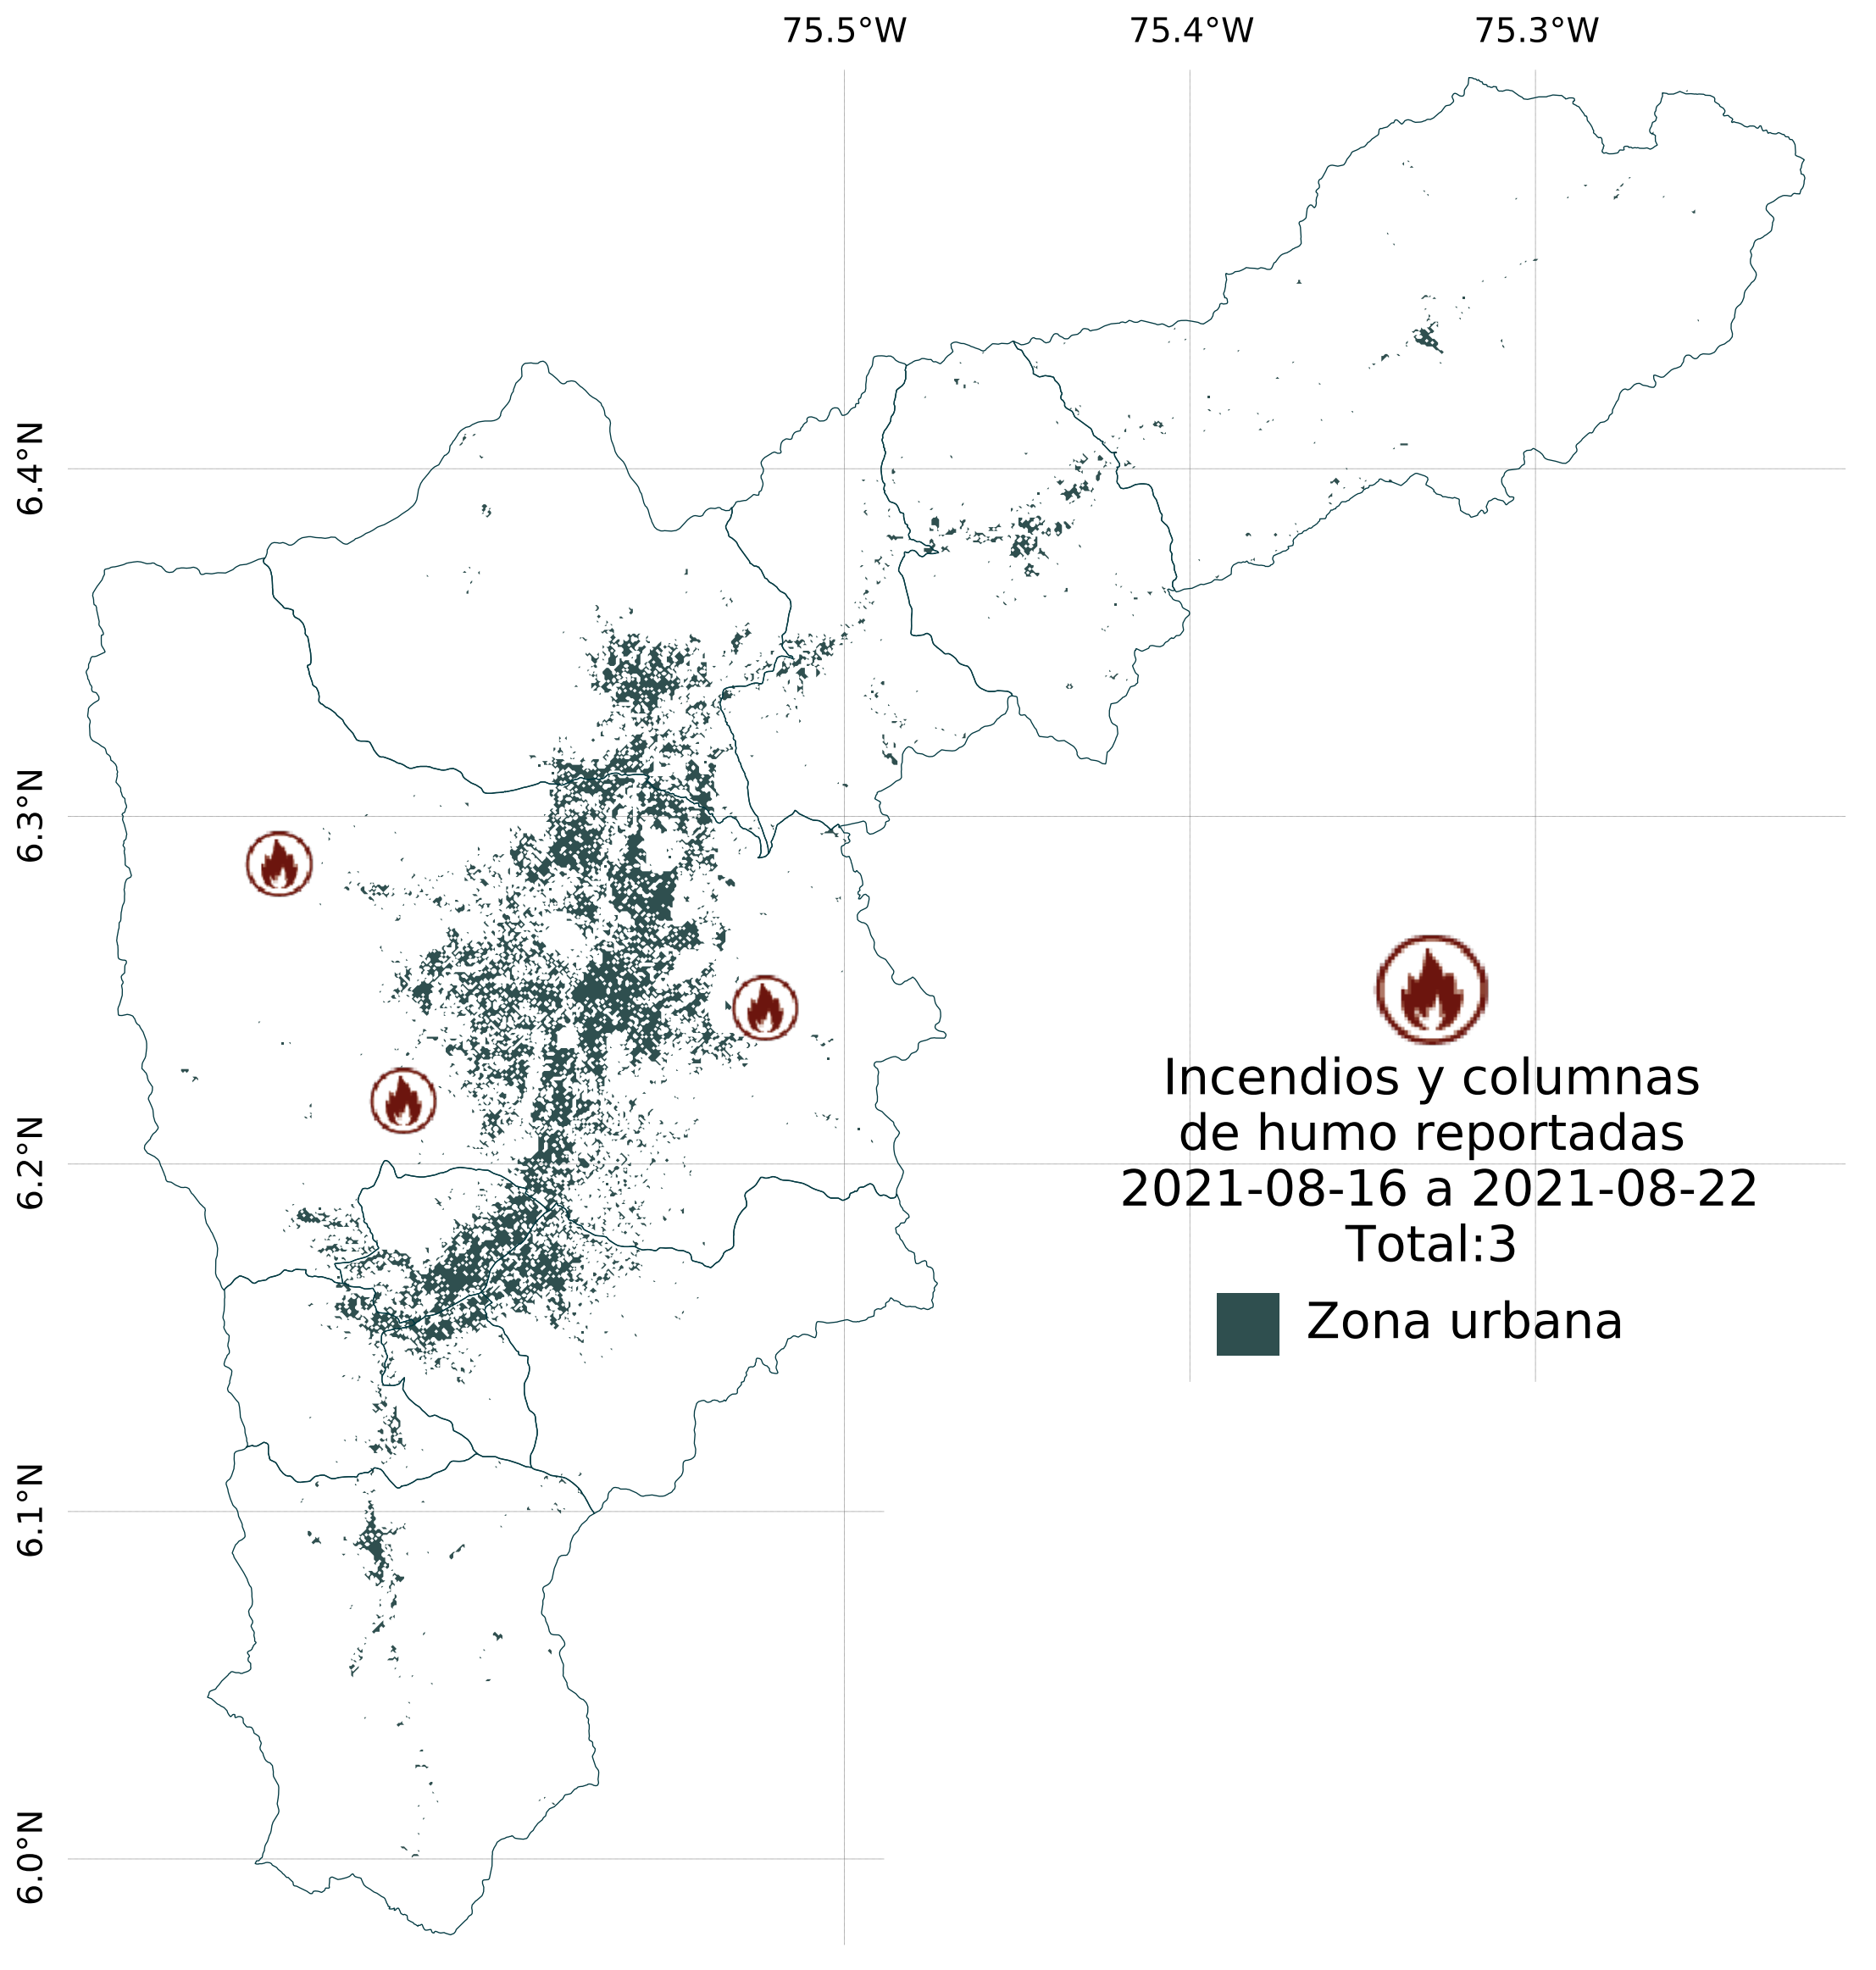 75.5°W 75.4°W 75.3°W
6.4°N
6.3°N
6.2°N
6.1°N
6.0°N
Incendios y columnas
de humo reportadas
2021-08-16 a 2021-08-22
Total:3
Zona urbana